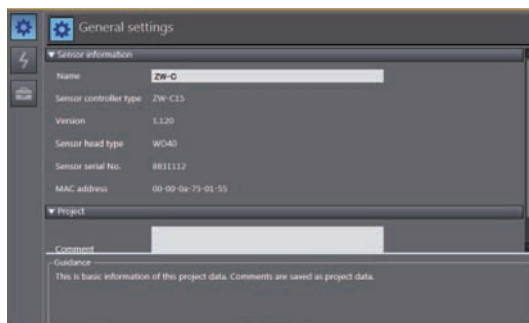 General settings
▼ Sensor information
Name ZW-C
Sensor controller type ZW-C15
Version 1.120
Sensor head type WD40
Sensor serial No. 8831112
MAC address 00-00-0a-75-01-55
▼ Project
Comment
Guidance
This is basic information of this project data. Comments are saved as project data.